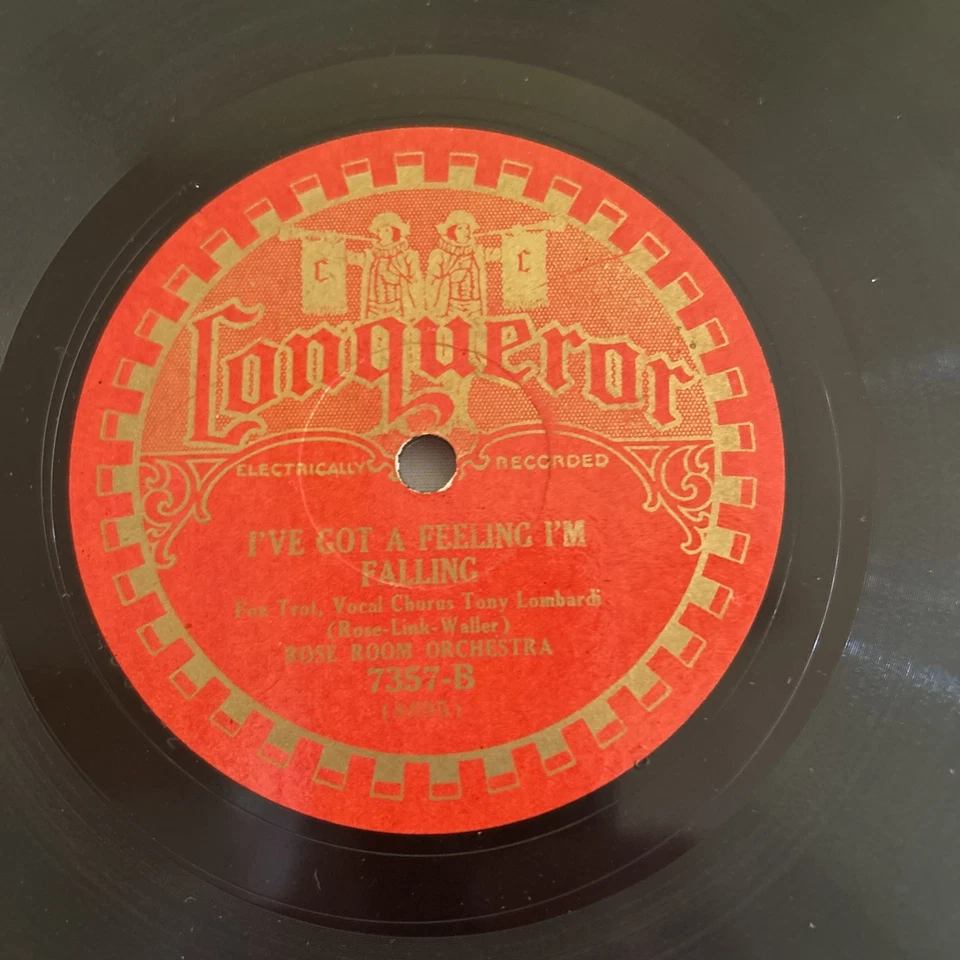 C C
Conqueror
ELECTRICALLY RECORDED
I'VE GOT A FEELING I'M
FALLING
Fox Trot, Vocal Chorus Tony Lombardi
(Rose-Link-Waller)
ROSE ROOM ORCHESTRA
7357-B